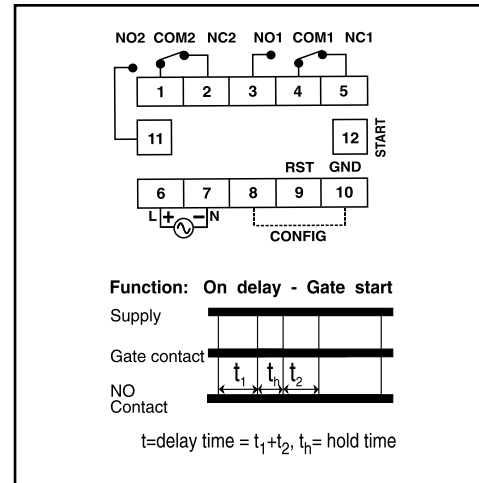 NO2 COM2 NC2 NO1 COM1 NC1
1 2 3 4 5
11 12 START
RST GND
6 7 8 9 10
L + − N
CONFIG
Function: On delay - Gate start
Supply
Gate contact
t1 th t2
NO
Contact
t=delay time = t1+t2, th= hold time